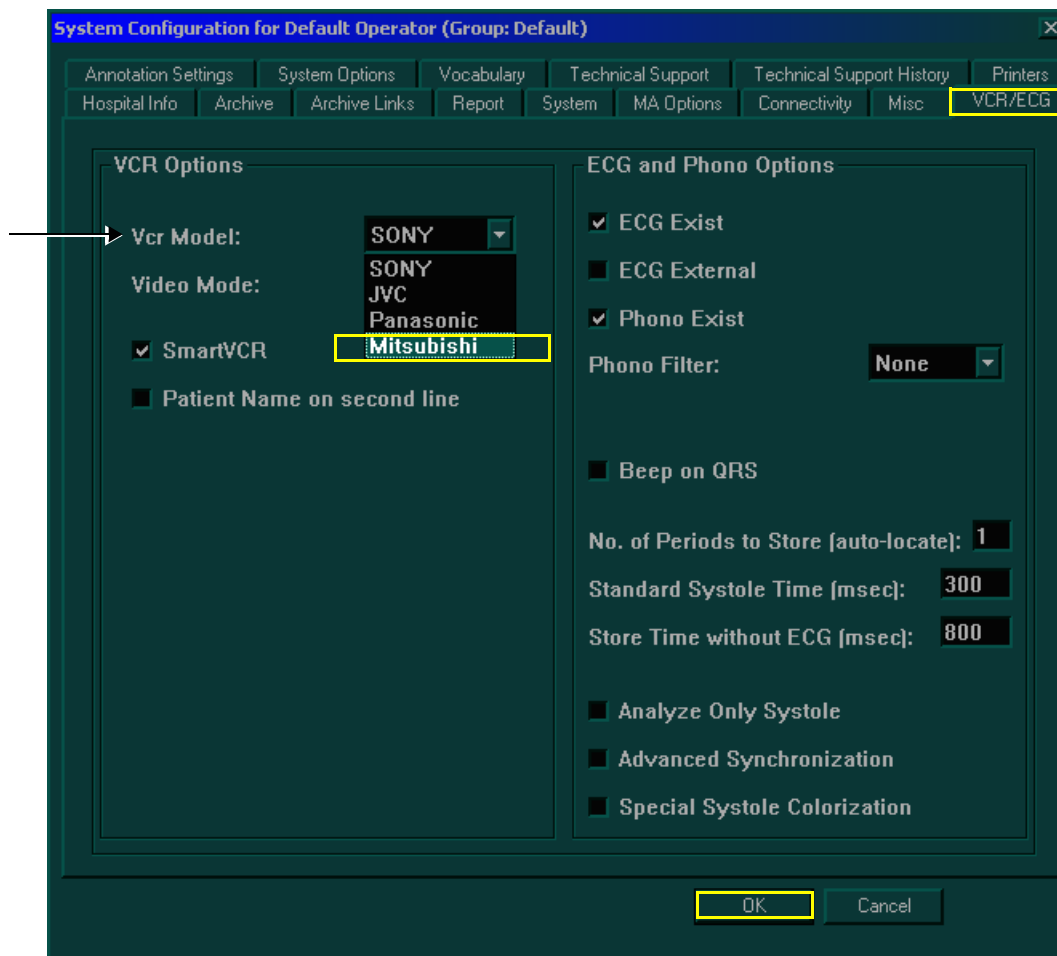 System Configuration for Default Operator (Group: Default)
Annotation Settings System Options Vocabulary Technical Support Technical Support History Printers
Hospital Info Archive Archive Links Report System MA Options Connectivity Misc VCR/ECG
VCR Options
Vcr Model: SONY
SONY
JVC
Panasonic
Mitsubishi
Video Mode:
SmartVCR
Patient Name on second line
ECG and Phono Options
ECG Exist
ECG External
Phono Exist
Phono Filter: None
Beep on QRS
No. of Periods to Store (auto-locate): 1
Standard Systole Time (msec): 300
Store Time without ECG (msec): 800
Analyze Only Systole
Advanced Synchronization
Special Systole Colorization
OK Cancel